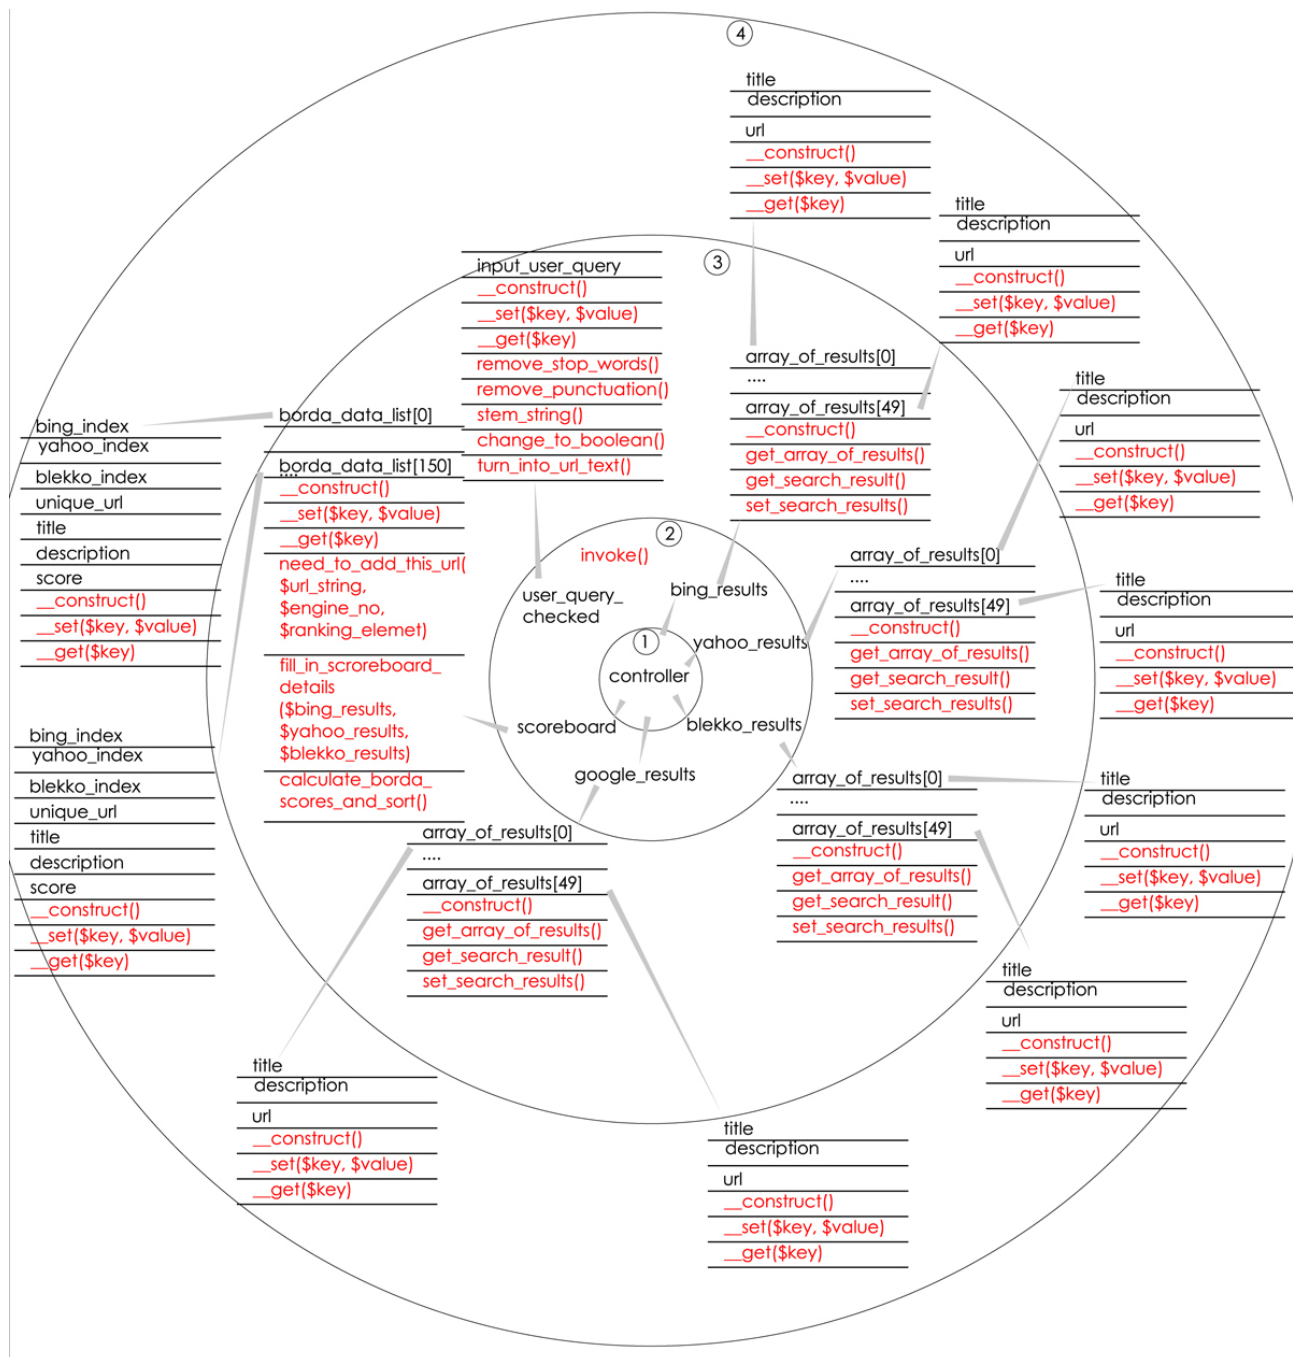 4
title
description
url
__construct()
__set($key, $value)
__get($key)
title
description
url
__construct()
__set($key, $value)
__get($key)
3
input_user_query
__construct()
__set($key, $value)
__get($key)
remove_stop_words()
remove_punctuation()
stem_string()
change_to_boolean()
turn_into_url_text()
array_of_results[0]
....
array_of_results[49]
__construct()
get_array_of_results()
get_search_result()
set_search_results()
title
description
url
__construct()
__set($key, $value)
__get($key)
bing_index
yahoo_index
blekko_index
unique_url
title
description
score
__construct()
__set($key, $value)
__get($key)
borda_data_list[0]
....
borda_data_list[150]
__construct()
__set($key, $value)
__get($key)
need_to_add_this_url(
$url_string,
$engine_no,
$ranking_elemet)
fill_in_scroreboard_
details
($bing_results,
$yahoo_results,
$blekko_results)
calculate_borda_
scores_and_sort()
2
invoke()
user_query_
checked
bing_results
1
controller
yahoo_results
blekko_results
scoreboard
google_results
array_of_results[0]
....
array_of_results[49]
__construct()
get_array_of_results()
get_search_result()
set_search_results()
title
description
url
__construct()
__set($key, $value)
__get($key)
bing_index
yahoo_index
blekko_index
unique_url
title
description
score
__construct()
__set($key, $value)
__get($key)
array_of_results[0]
....
array_of_results[49]
__construct()
get_array_of_results()
get_search_result()
set_search_results()
title
description
url
__construct()
__set($key, $value)
__get($key)
array_of_results[0]
....
array_of_results[49]
__construct()
get_array_of_results()
get_search_result()
set_search_results()
title
description
url
__construct()
__set($key, $value)
__get($key)
title
description
url
__construct()
__set($key, $value)
__get($key)
title
description
url
__construct()
__set($key, $value)
__get($key)